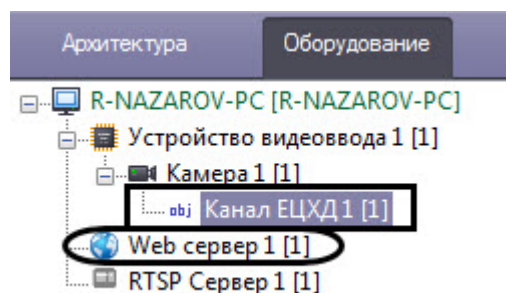 Архитектура Оборудование
R-NAZAROV-PC [R-NAZAROV-PC]
Устройство видеоввода 1 [1]
Камера 1 [1]
obj Канал ЕЦХД 1 [1]
Web сервер 1 [1]
RTSP Сервер 1 [1]